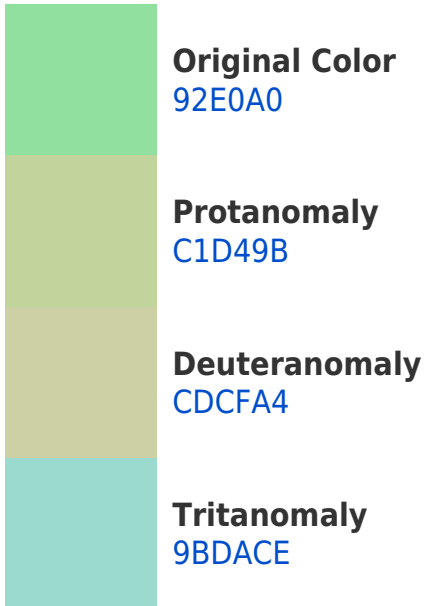 Original Color
92E0A0
Protanomaly
C1D49B
Deuteranomaly
CDCFA4
Tritanomaly
9BDACE